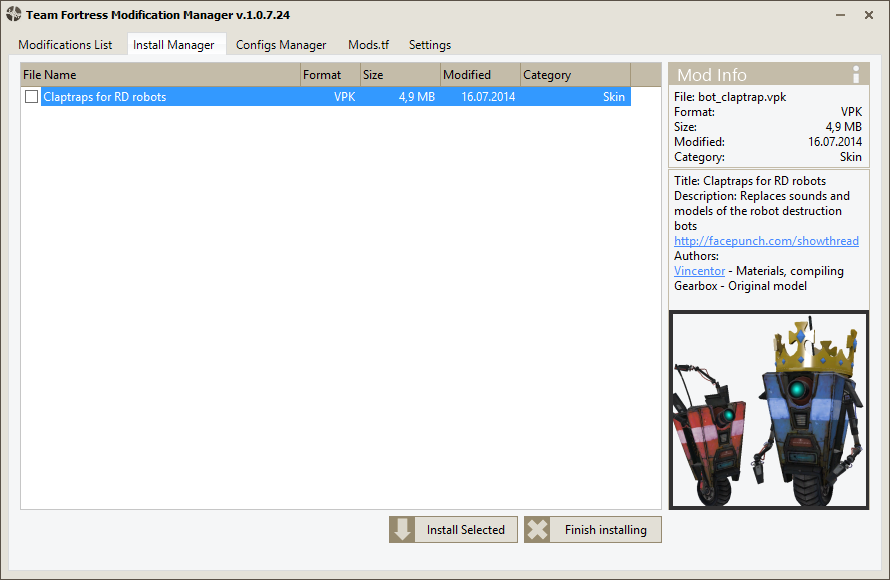 Team Fortress Modification Manager v.1.0.7.24
Modifications List Install Manager Configs Manager Mods.tf Settings
File Name Format Size Modified Category
Claptraps for RD robots VPK 4,9 MB 16.07.2014 Skin
Mod Info
File: bot_claptrap.vpk
Format: VPK
Size: 4,9 MB
Modified: 16.07.2014
Category: Skin
Title: Claptraps for RD robots
Description: Replaces sounds and
models of the robot destruction
bots
http://facepunch.com/showthread
Authors:
Vincentor - Materials, compiling
Gearbox - Original model
Install Selected Finish installing